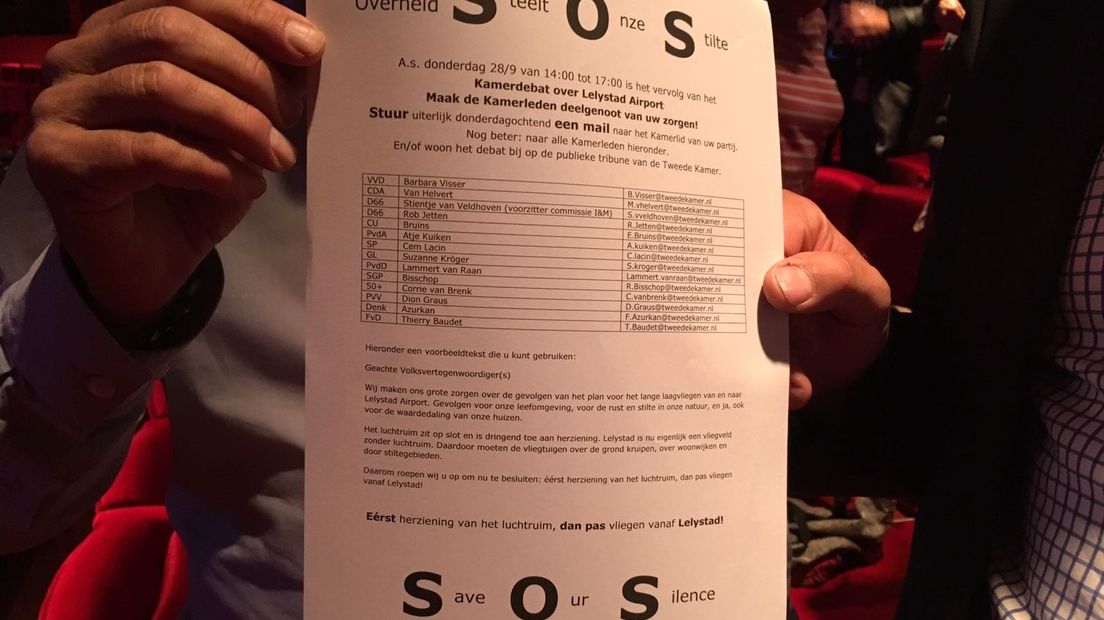 Overheid Steelt Onze Stilte
A.s. donderdag 28/9 van 14:00 tot 17:00 is het vervolg van het
Kamerdebat over Lelystad Airport
Maak de Kamerleden deelgenoot van uw zorgen!
Stuur uiterlijk donderdagochtend een mail naar het Kamerlid van uw partij.
Nog beter: naar alle Kamerleden hieronder.
En/of woon het debat bij op de publieke tribune van de Tweede Kamer.
VVD Barbara Visser B.Visser@tweedekamer.nl
CDA Van Helvert M.vhelvert@tweedekamer.nl
D66 Stientje van Veldhoven (voorzitter commissie I&M) S.vveldhoven@tweedekamer.nl
D66 Rob Jetten R.Jetten@tweedekamer.nl
CU Bruins E.Bruins@tweedekamer.nl
PvdA Atje Kuiken A.kuiken@tweedekamer.nl
SP Cem Lacin C.lacin@tweedekamer.nl
GL Suzanne Kröger S.kroger@tweedekamer.nl
PvdD Lammert van Raan Lammert.vanraan@tweedekamer.nl
SGP Bisschop R.Bisschop@tweedekamer.nl
50+ Corrie van Brenk C.vanbrenk@tweedekamer.nl
PVV Dion Graus D.Graus@tweedekamer.nl
Denk Azurkan F.Azurkan@tweedekamer.nl
FvD Thierry Baudet T.Baudet@tweedekamer.nl
Hieronder een voorbeeldtekst die u kunt gebruiken:
Geachte Volksvertegenwoordiger(s)
Wij maken ons grote zorgen over de gevolgen van het plan voor het lange laagvliegen van en naar
Lelystad Airport. Gevolgen voor onze leefomgeving, voor de rust en stilte in onze natuur, en ja, ook
voor de waardedaling van onze huizen.
Het luchtruim zit op slot en is dringend toe aan herziening. Lelystad is nu eigenlijk een vliegveld
zonder luchtruim. Daardoor moeten de vliegtuigen over de grond kruipen, over woonwijken en
door stiltegebieden.
Daarom roepen wij u op om nu te besluiten: éérst herziening van het luchtruim, dan pas vliegen
vanaf Lelystad!
Eérst herziening van het luchtruim, dan pas vliegen vanaf Lelystad!
Save Our Silence